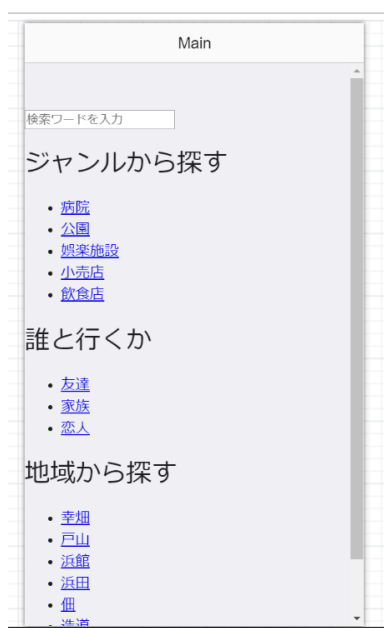 Main
検索ワードを入力
ジャンルから探す
病院
公園
娯楽施設
小売店
飲食店
誰と行くか
友達
家族
恋人
地域から探す
幸畑
戸山
浜館
浜田
佃
造道